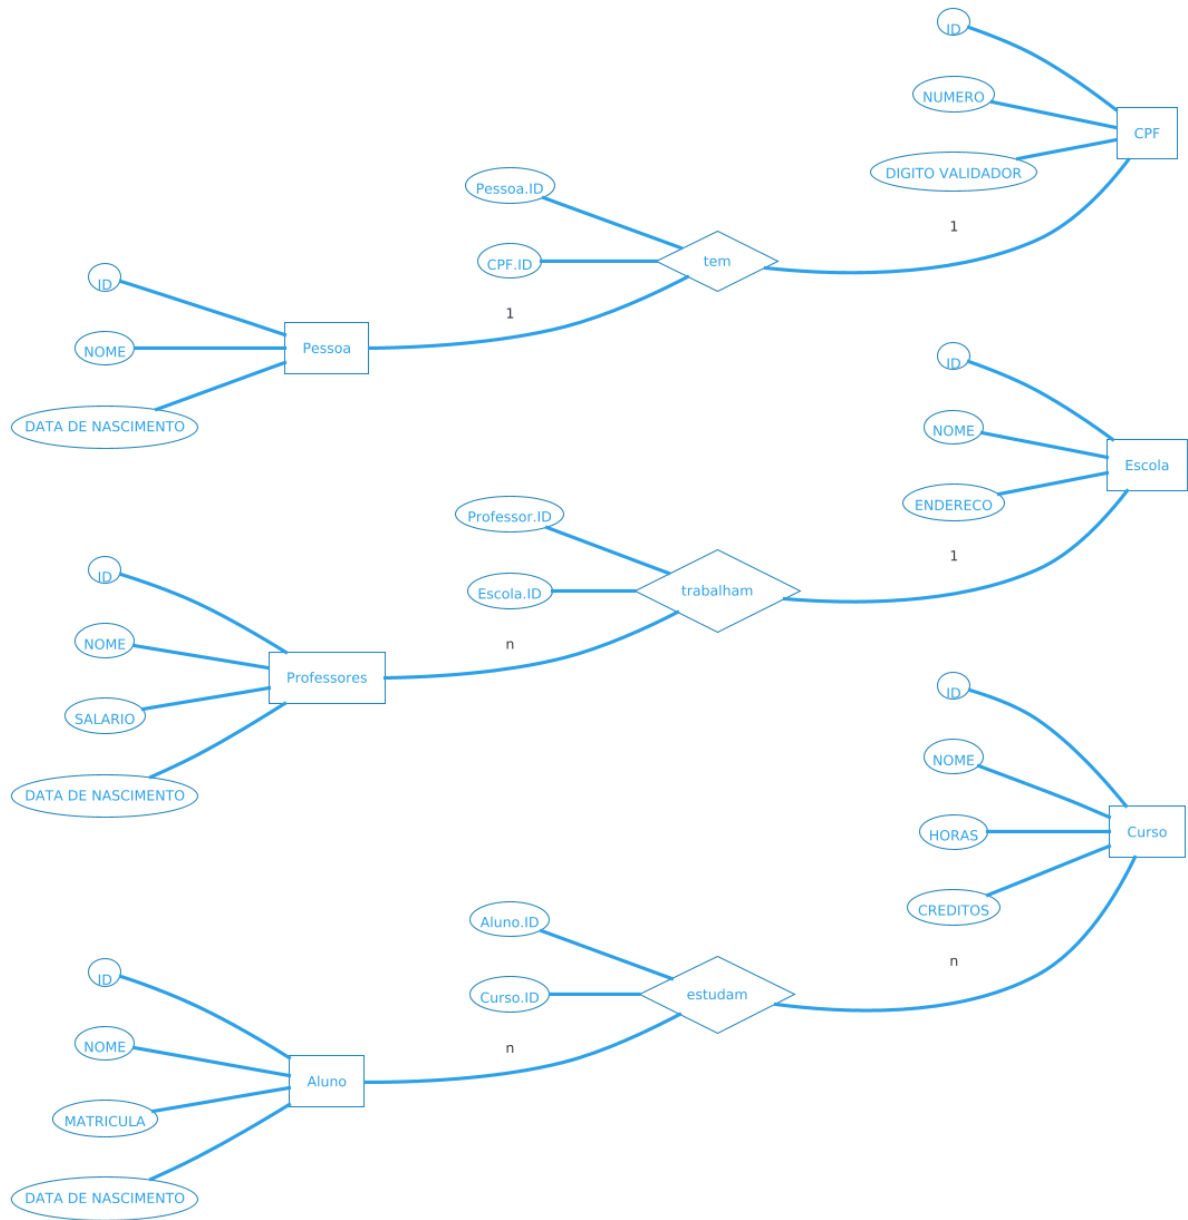 ID
NUMERO
CPF
DIGITO VALIDADOR
1
Pessoa.ID
CPF.ID
tem
1
ID
NOME
Pessoa
DATA DE NASCIMENTO
ID
NOME
Escola
ENDERECO
1
Professor.ID
Escola.ID
trabalham
n
ID
NOME
Professores
SALARIO
DATA DE NASCIMENTO
ID
NOME
HORAS
Curso
CREDITOS
n
Aluno.ID
Curso.ID
estudam
n
ID
NOME
Aluno
MATRICULA
DATA DE NASCIMENTO